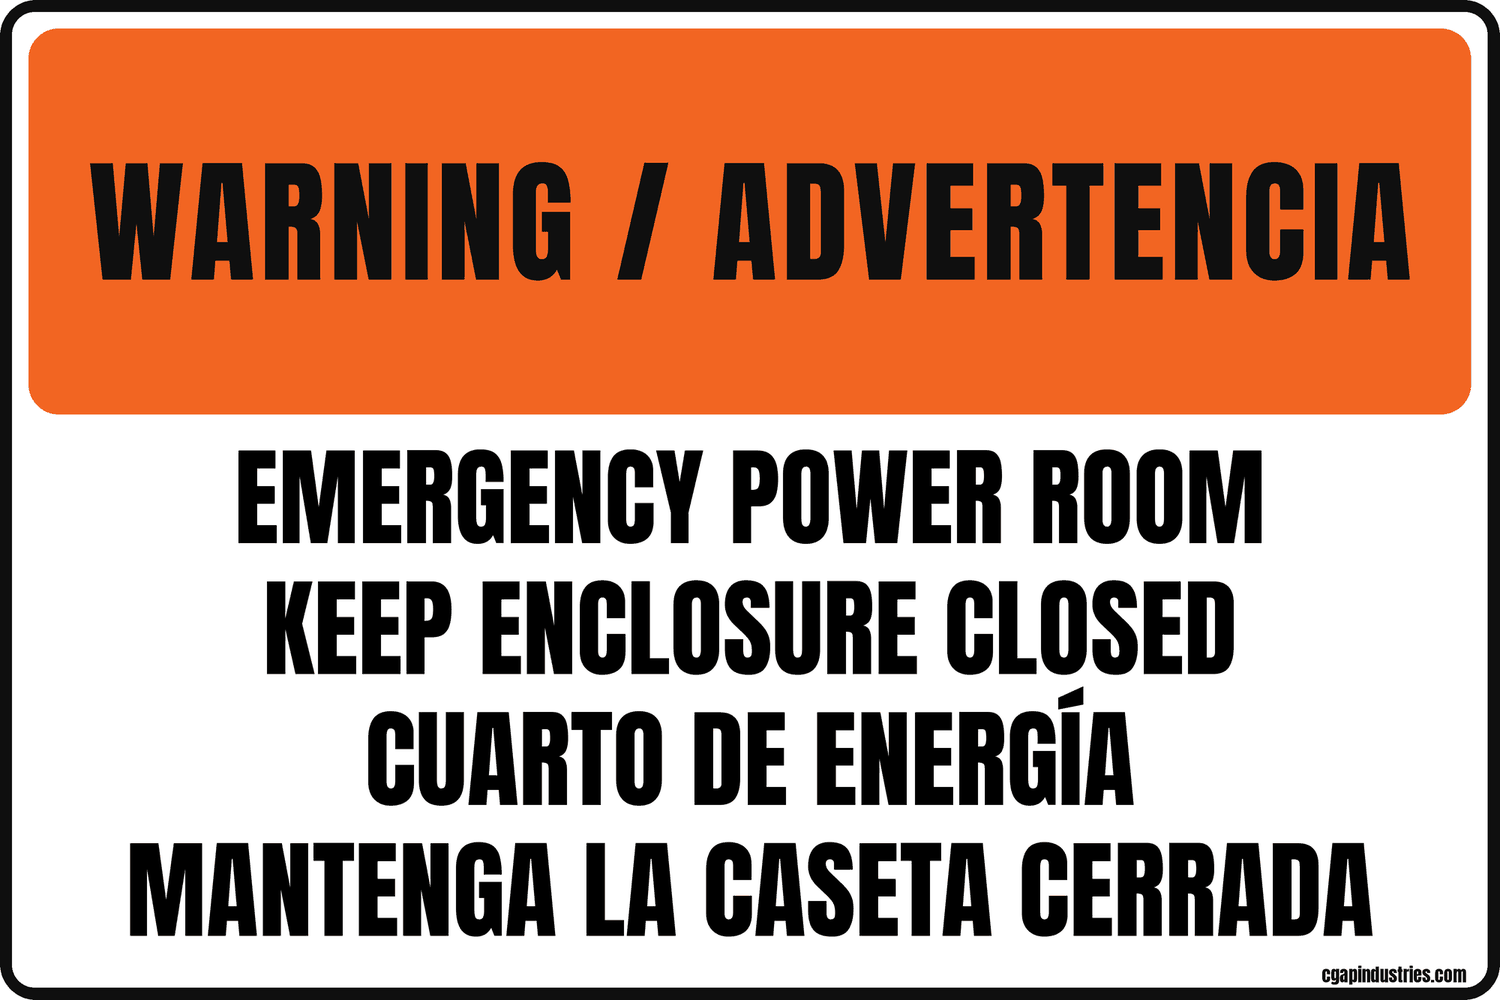 WARNING / ADVERTENCIA
EMERGENCY POWER ROOM
KEEP ENCLOSURE CLOSED
CUARTO DE ENERGÍA
MANTENGA LA CASETA CERRADA
cgapindustries.com